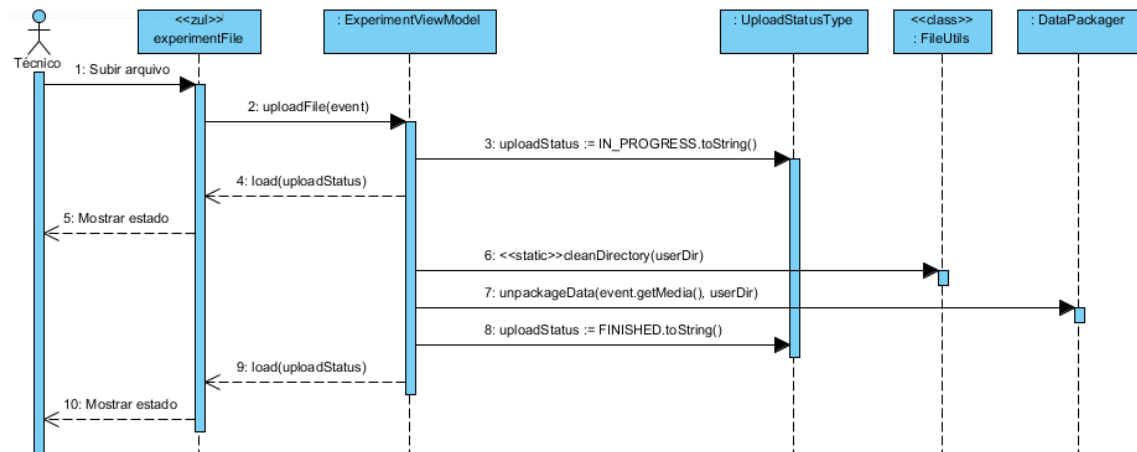 <<zul>>
experimentFile
: ExperimentViewModel
: UploadStatusType
<<class>>
: FileUtils
: DataPackager
Técnico
1: Subir arquivo
2: uploadFile(event)
3: uploadStatus := IN_PROGRESS.toString()
4: load(uploadStatus)
5: Mostrar estado
6: <<static>>cleanDirectory(userDir)
7: unpackageData(event.getMedia(), userDir)
8: uploadStatus := FINISHED.toString()
9: load(uploadStatus)
10: Mostrar estado